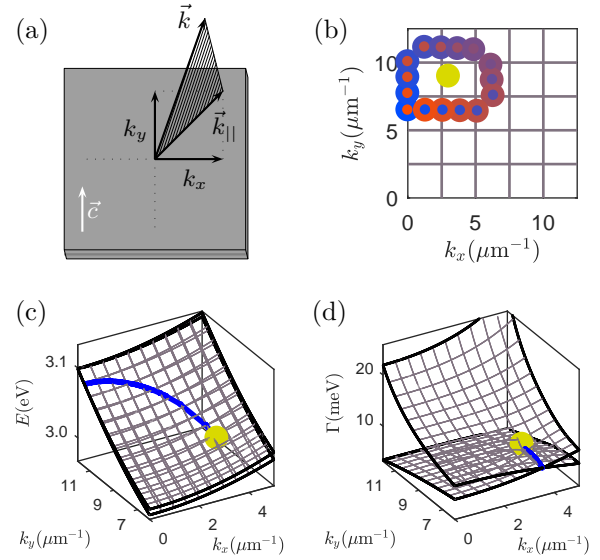 (a)
k⃗
k_y
k⃗_||
k_x
c⃗
(b)
10
5
0
k_y(μm⁻¹)
0 5 10
k_x(μm⁻¹)
(c)
3.1
3.0
E(eV)
11
9
7
k_y(μm⁻¹)
0 2 4
k_x(μm⁻¹)
(d)
20
10
Γ(meV)
11
9
7
k_y(μm⁻¹)
0 2 4
k_x(μm⁻¹)